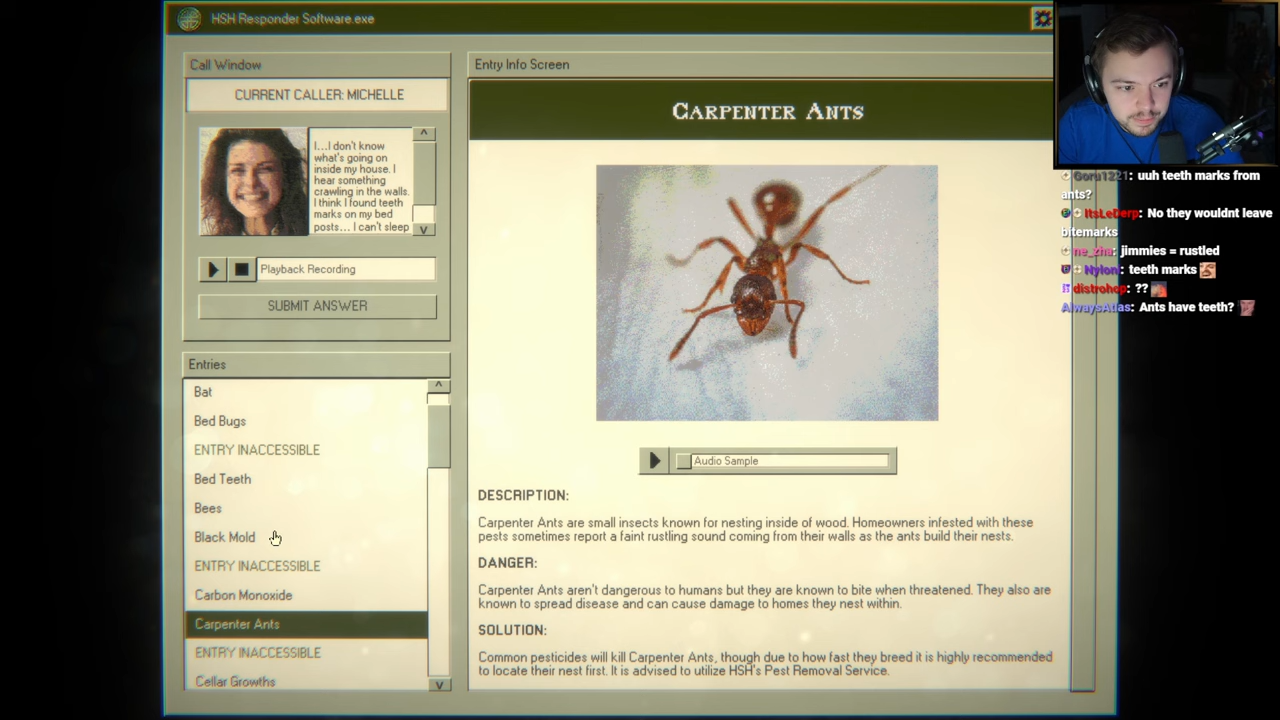 HSH Responder Software.exe
Call Window
CURRENT CALLER: MICHELLE
I...I don't know
what's going on
inside my house. I
hear something
crawling in the walls.
I think I found teeth
marks on my bed
posts... I can't sleep
Playback Recording
SUBMIT ANSWER
Entries
Bat
Bed Bugs
ENTRY INACCESSIBLE
Bed Teeth
Bees
Black Mold
ENTRY INACCESSIBLE
Carbon Monoxide
Carpenter Ants
ENTRY INACCESSIBLE
Cellar Growths
Entry Info Screen
CARPENTER ANTS
Audio Sample
DESCRIPTION:
Carpenter Ants are small insects known for nesting inside of wood. Homeowners infested with these
pests sometimes report a faint rustling sound coming from their walls as the ants build their nests.
DANGER:
Carpenter Ants aren't dangerous to humans but they are known to bite when threatened. They also are
known to spread disease and can cause damage to homes they nest within.
SOLUTION:
Common pesticides will kill Carpenter Ants, though due to how fast they breed it is highly recommended
to locate their nest first. It is advised to utilize HSH's Pest Removal Service.
Goru1221: uuh teeth marks from
ants?
ItsLeDerp: No they wouldnt leave
bitemarks
ne_zha: jimmies = rustled
Nylon: teeth marks
distrohop: ??
AlwaysAtlas: Ants have teeth?